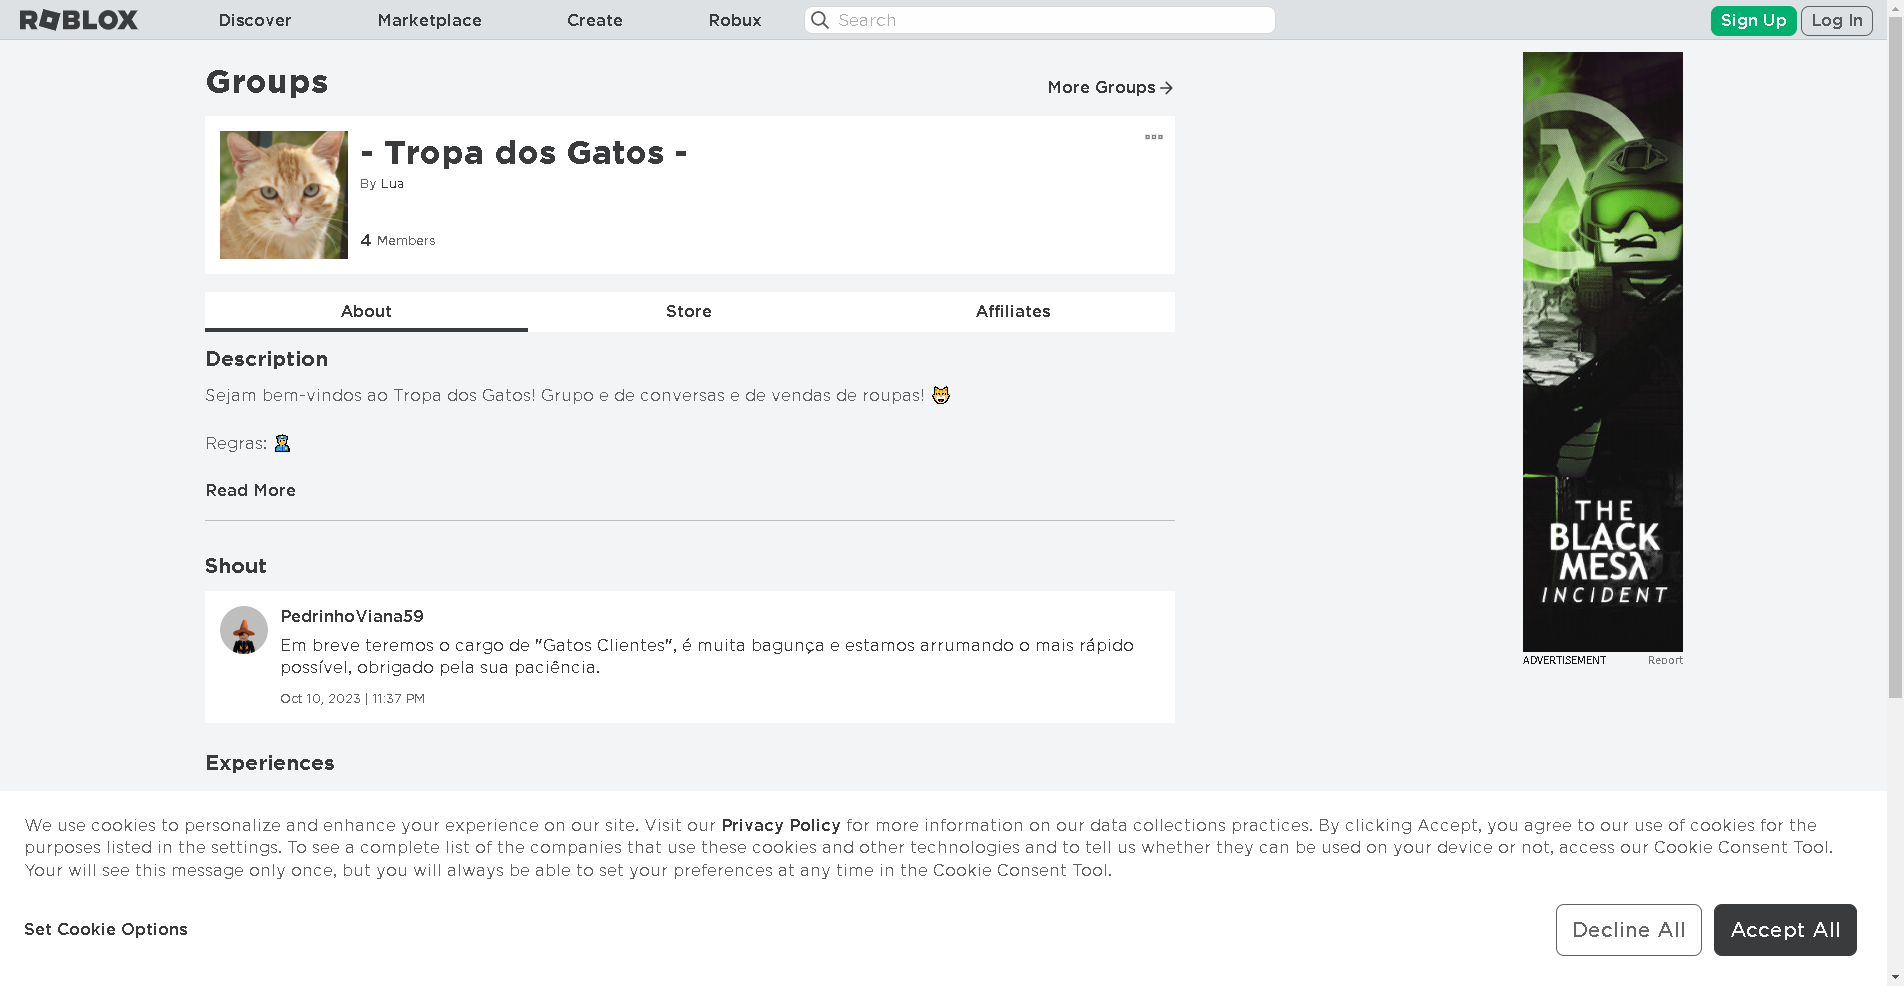 ROBLOX
Discover
Marketplace
Create
Robux
Search
Sign Up
Log In
Groups
More Groups
- Tropa dos Gatos -
By Lua
4 Members
About
Store
Affiliates
Description
Sejam bem-vindos ao Tropa dos Gatos! Grupo e de conversas e de vendas de roupas! 😺
Regras: 👮
Read More
Shout
PedrinhoViana59
Em breve teremos o cargo de "Gatos Clientes", é muita bagunça e estamos arrumando o mais rápido
possível, obrigado pela sua paciência.
Oct 10, 2023 | 11:37 PM
Experiences
THE
BLACK
MESλ
INCIDENT
ADVERTISEMENT
Report
We use cookies to personalize and enhance your experience on our site. Visit our Privacy Policy for more information on our data collections practices. By clicking Accept, you agree to our use of cookies for the
purposes listed in the settings. To see a complete list of the companies that use these cookies and other technologies and to tell us whether they can be used on your device or not, access our Cookie Consent Tool.
Your will see this message only once, but you will always be able to set your preferences at any time in the Cookie Consent Tool.
Set Cookie Options
Decline All
Accept All